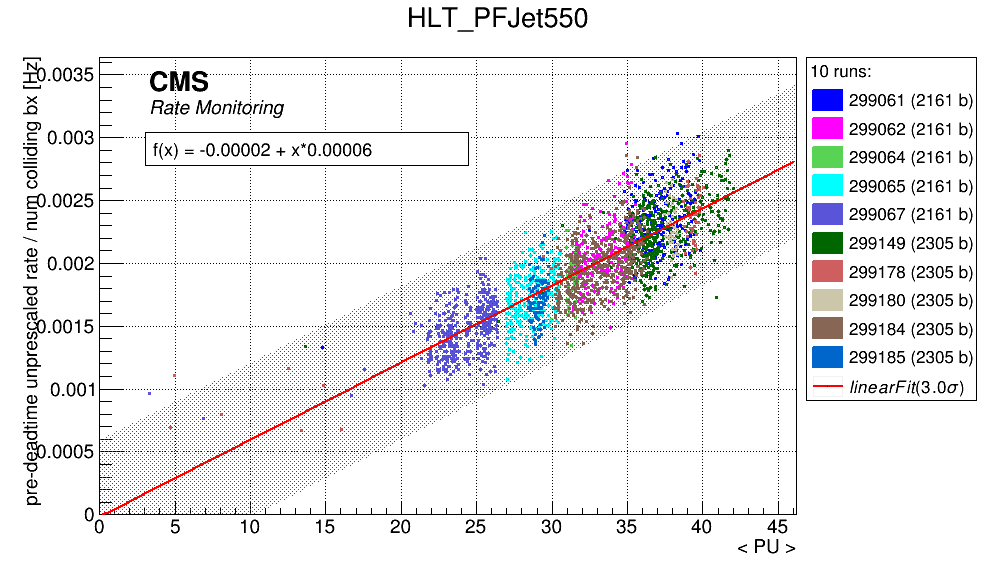 HLT_PFJet550
pre-deadtime unprescaled rate / num colliding bx [Hz]
0.0035
0.003
0.0025
0.002
0.0015
0.001
0.0005
0
CMS
Rate Monitoring
f(x) = -0.00002 + x*0.00006
0 5 10 15 20 25 30 35 40 45
< PU >
10 runs:
299061 (2161 b)
299062 (2161 b)
299064 (2161 b)
299065 (2161 b)
299067 (2161 b)
299149 (2305 b)
299178 (2305 b)
299180 (2305 b)
299184 (2305 b)
299185 (2305 b)
linearFit(3.0σ)